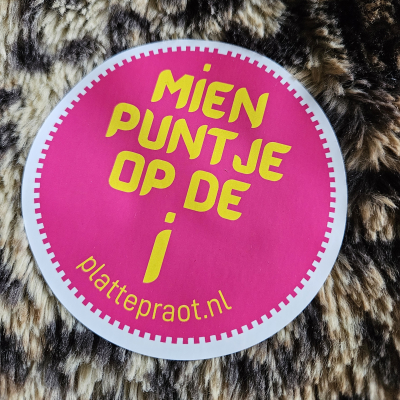 MiEN
PUNTJE
OP DE
i
plattepraot.nl